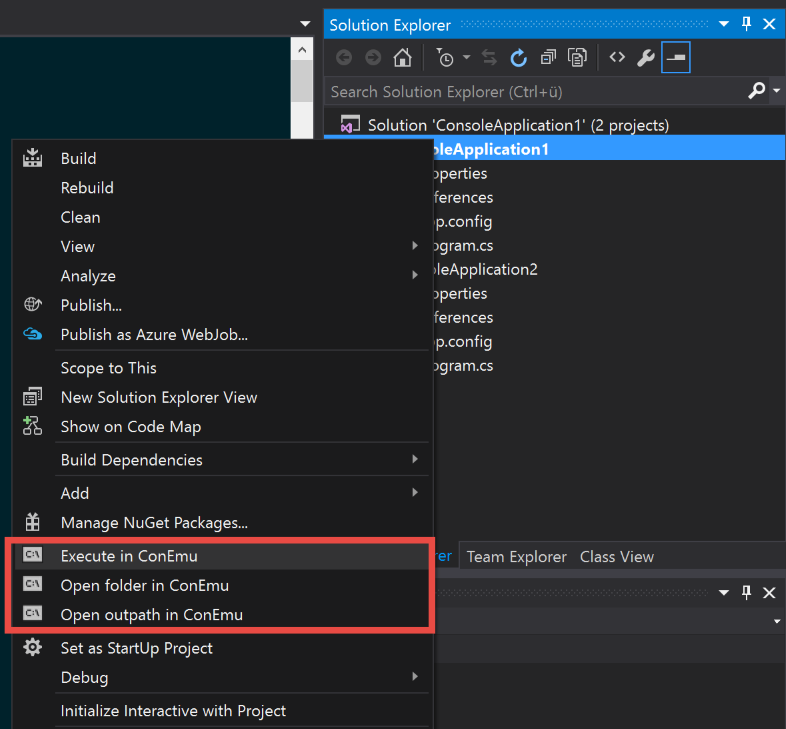 Solution Explorer
Search Solution Explorer (Ctrl+ü)
Solution 'ConsoleApplication1' (2 projects)
oleApplication1
operties
ferences
pp.config
ogram.cs
oleApplication2
operties
ferences
pp.config
ogram.cs
Build
Rebuild
Clean
View
Analyze
Publish...
Publish as Azure WebJob...
Scope to This
New Solution Explorer View
Show on Code Map
Build Dependencies
Add
Manage NuGet Packages...
C:\ Execute in ConEmu
C:\ Open folder in ConEmu
C:\ Open outpath in ConEmu
Set as StartUp Project
Debug
Initialize Interactive with Project
rer Team Explorer Class View